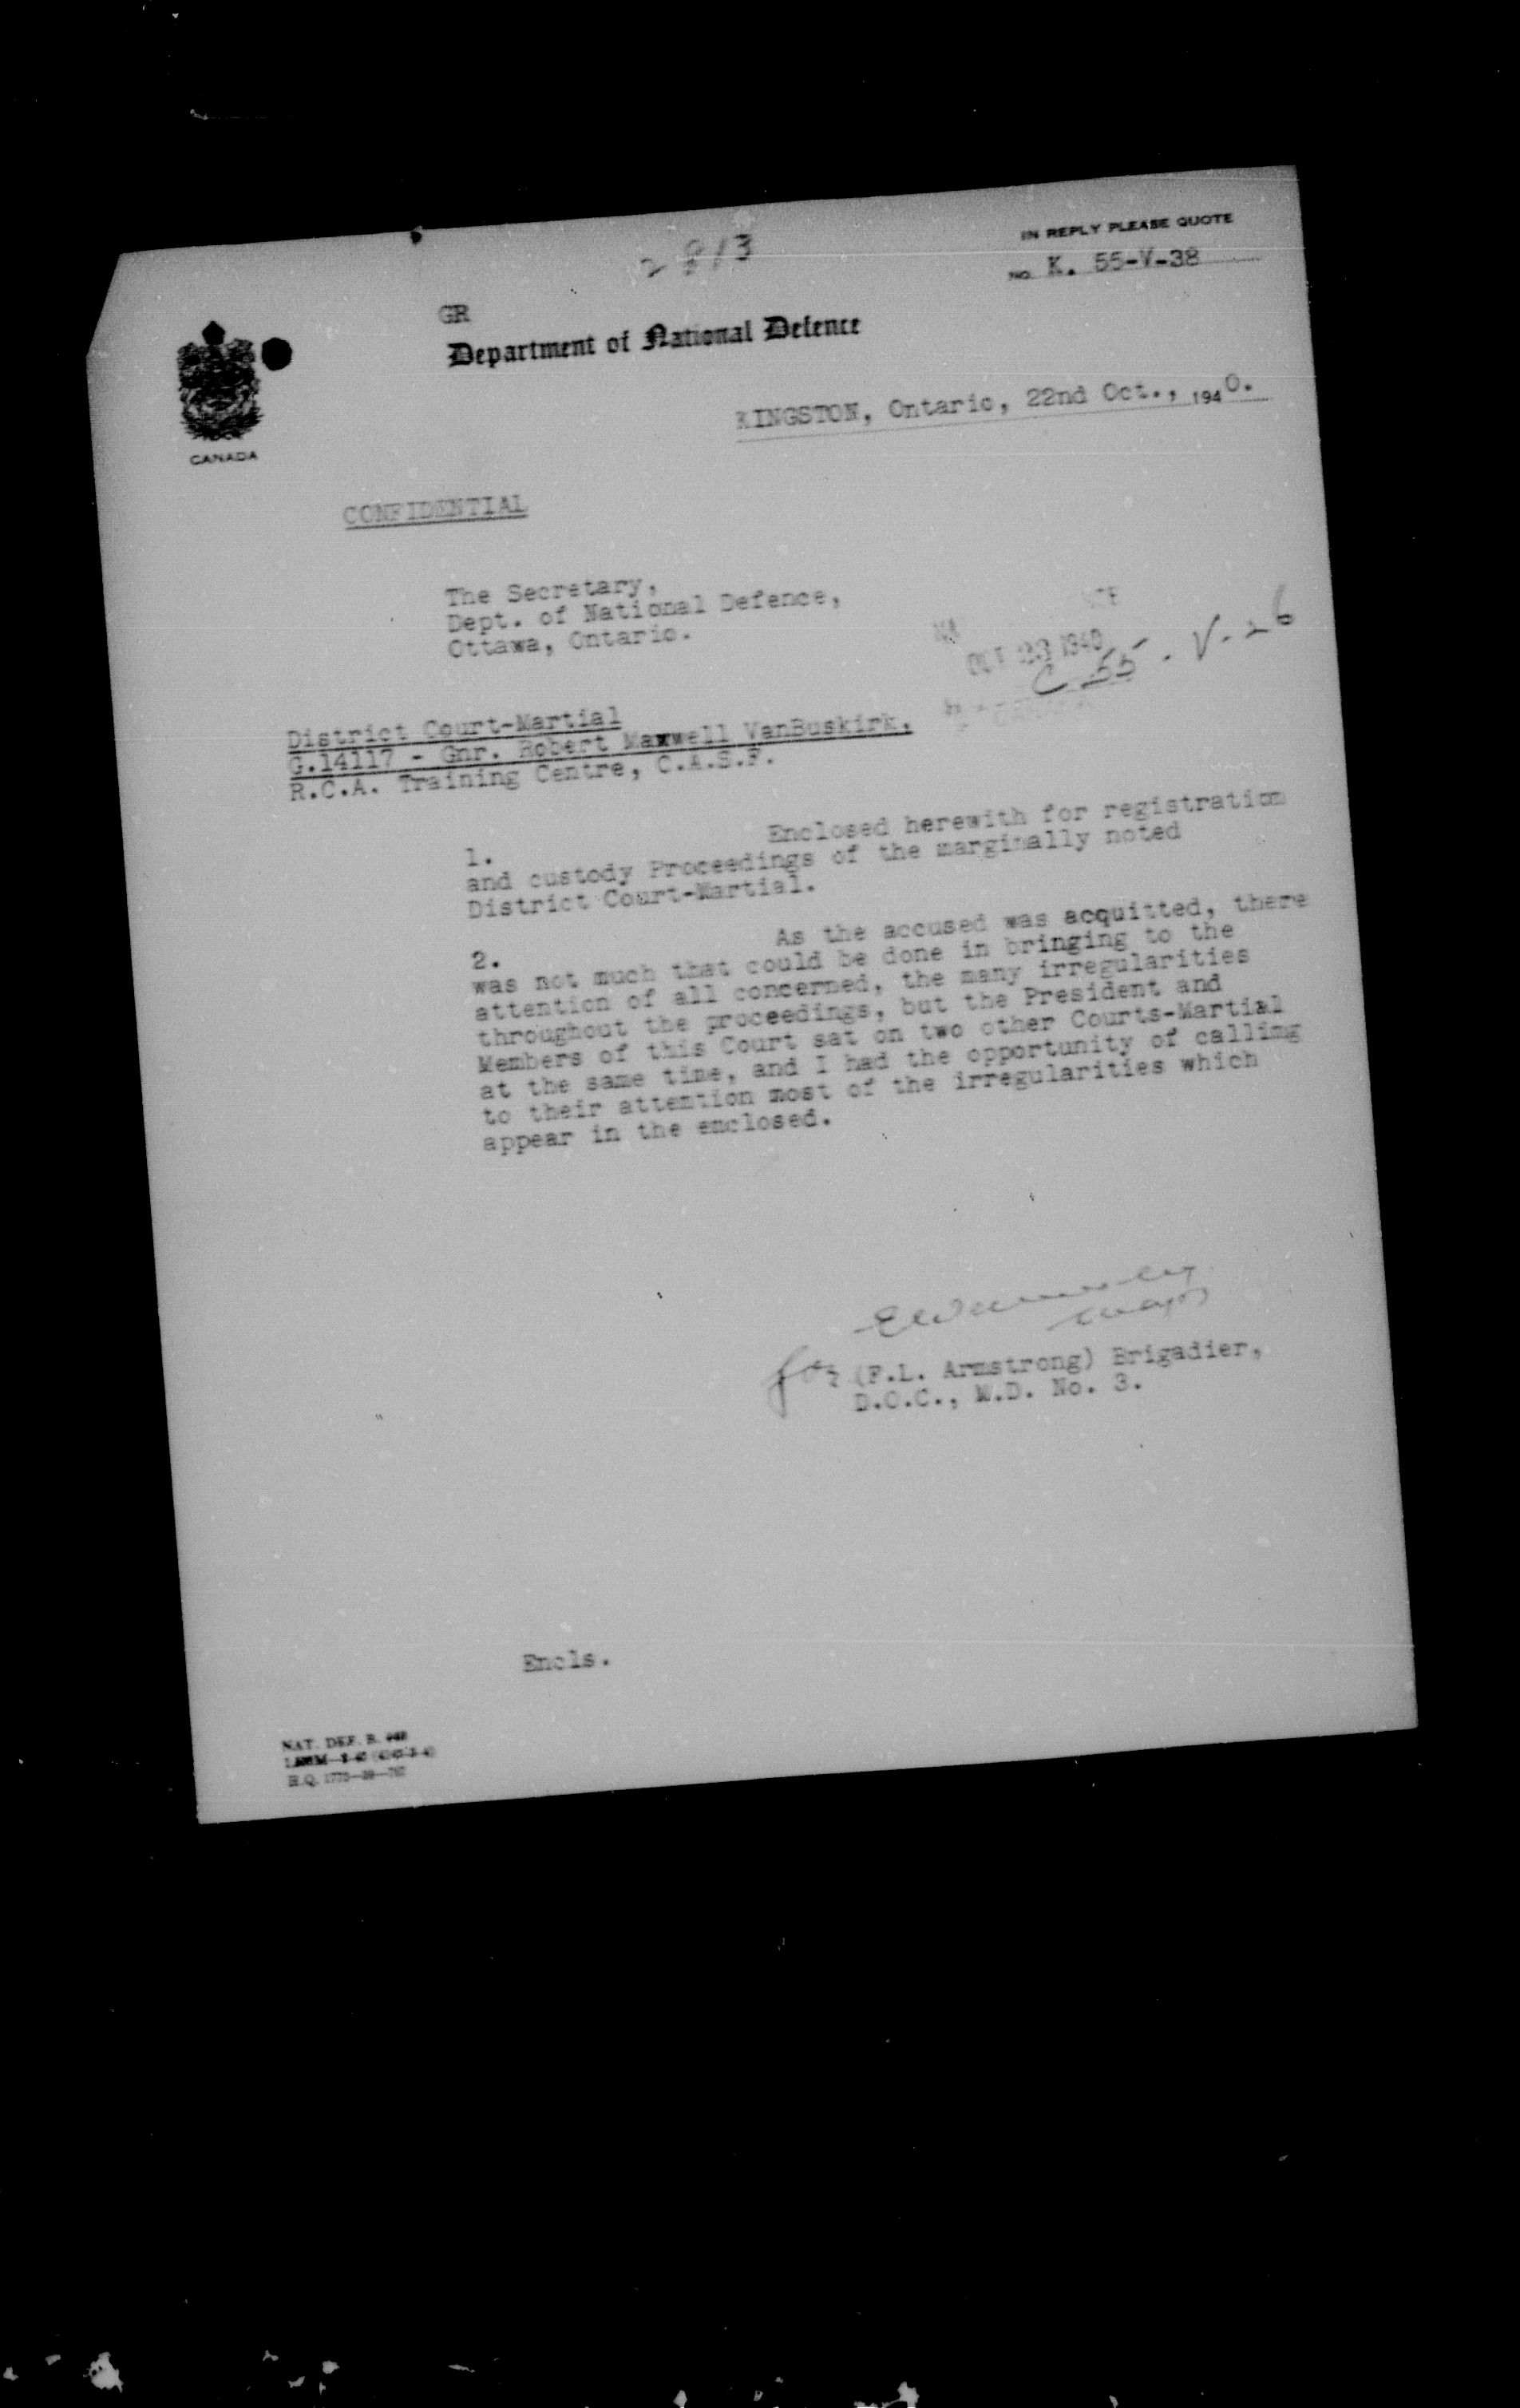 2813
IN REPLY PLEASE QUOTE
NO. K. 55-V-38
GR
Department of National Defence
KINGSTON, Ontario, 22nd Oct., 1940.
CANADA
CONFIDENTIAL
The Secretary,
Dept. of National Defence,
Ottawa, Ontario.
OCT 23 1940
C 55 - V - 26
District Court-Martial
G.14117 - Gnr. Robert Maxwell VanBuskirk,
R.C.A. Training Centre, C.A.S.F.
1. Enclosed herewith for registration
and custody Proceedings of the marginally noted
District Court-Martial.
2. As the accused was acquitted, there
was not much that could be done in bringing to the
attention of all concerned, the many irregularities
throughout the proceedings, but the President and
Members of this Court sat on two other Courts-Martial
at the same time, and I had the opportunity of calling
to their attention most of the irregularities which
appear in the enclosed.
for (F.L. Armstrong) Brigadier,
D.O.C., M.D. No. 3.
Encls.
NAT. DEF. B.
H.Q.